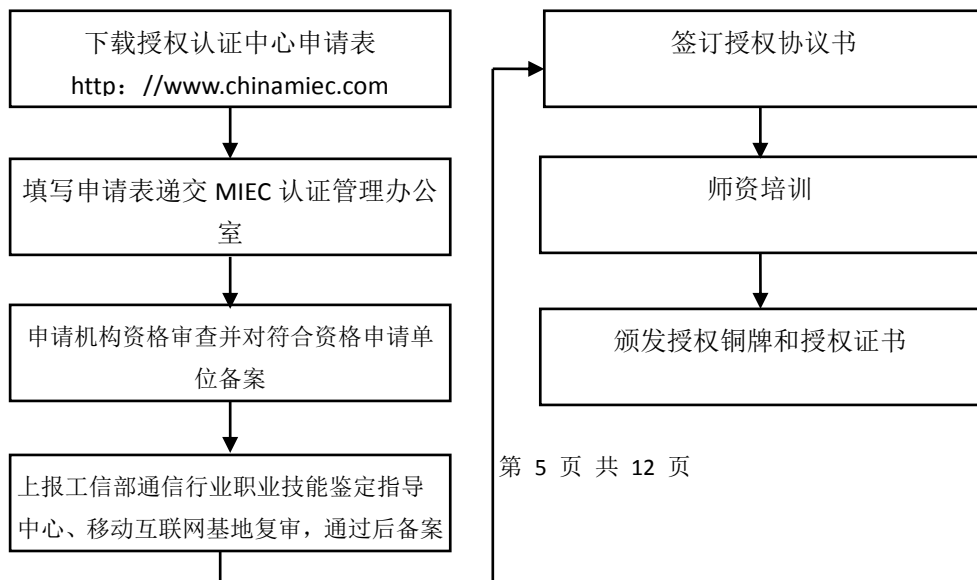 下载授权认证中心申请表
http：//www.chinamiec.com
填写申请表递交 MIEC 认证管理办公
室
申请机构资格审查并对符合资格申请单
位备案
上报工信部通信行业职业技能鉴定指导
中心、移动互联网基地复审，通过后备案
签订授权协议书
师资培训
颁发授权铜牌和授权证书
第 5 页 共 12 页